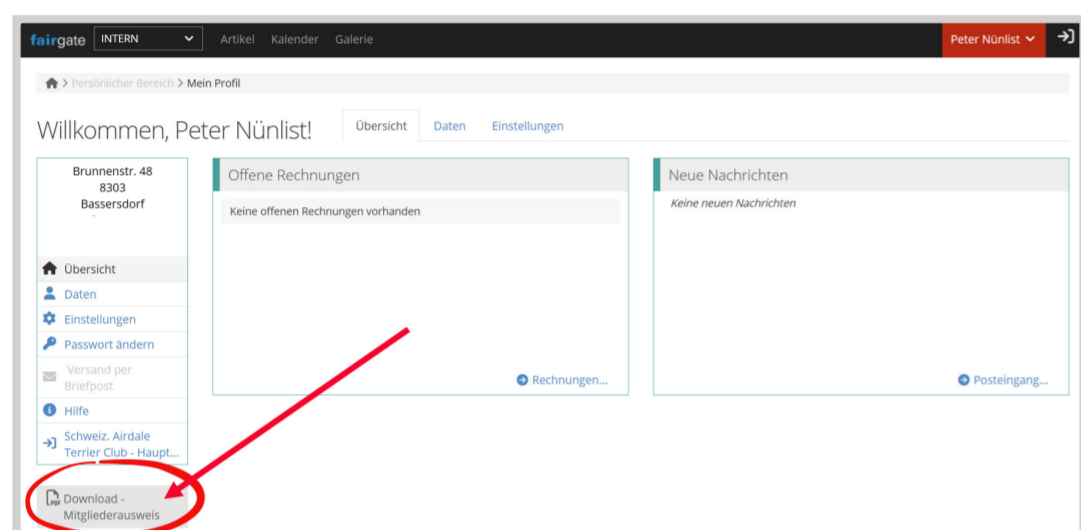 fairgate INTERN Artikel Kalender Galerie Peter Nünlist
> Persönlicher Bereich > Mein Profil
Willkommen, Peter Nünlist! Übersicht Daten Einstellungen
Brunnenstr. 48
8303
Bassersdorf
Übersicht
Daten
Einstellungen
Passwort ändern
Versand per
Briefpost
Hilfe
Schweiz. Airdale
Terrier Club - Haupt...
PDF Download -
Mitgliederausweis
Offene Rechnungen
Keine offenen Rechnungen vorhanden
Rechnungen...
Neue Nachrichten
Keine neuen Nachrichten
Posteingang...